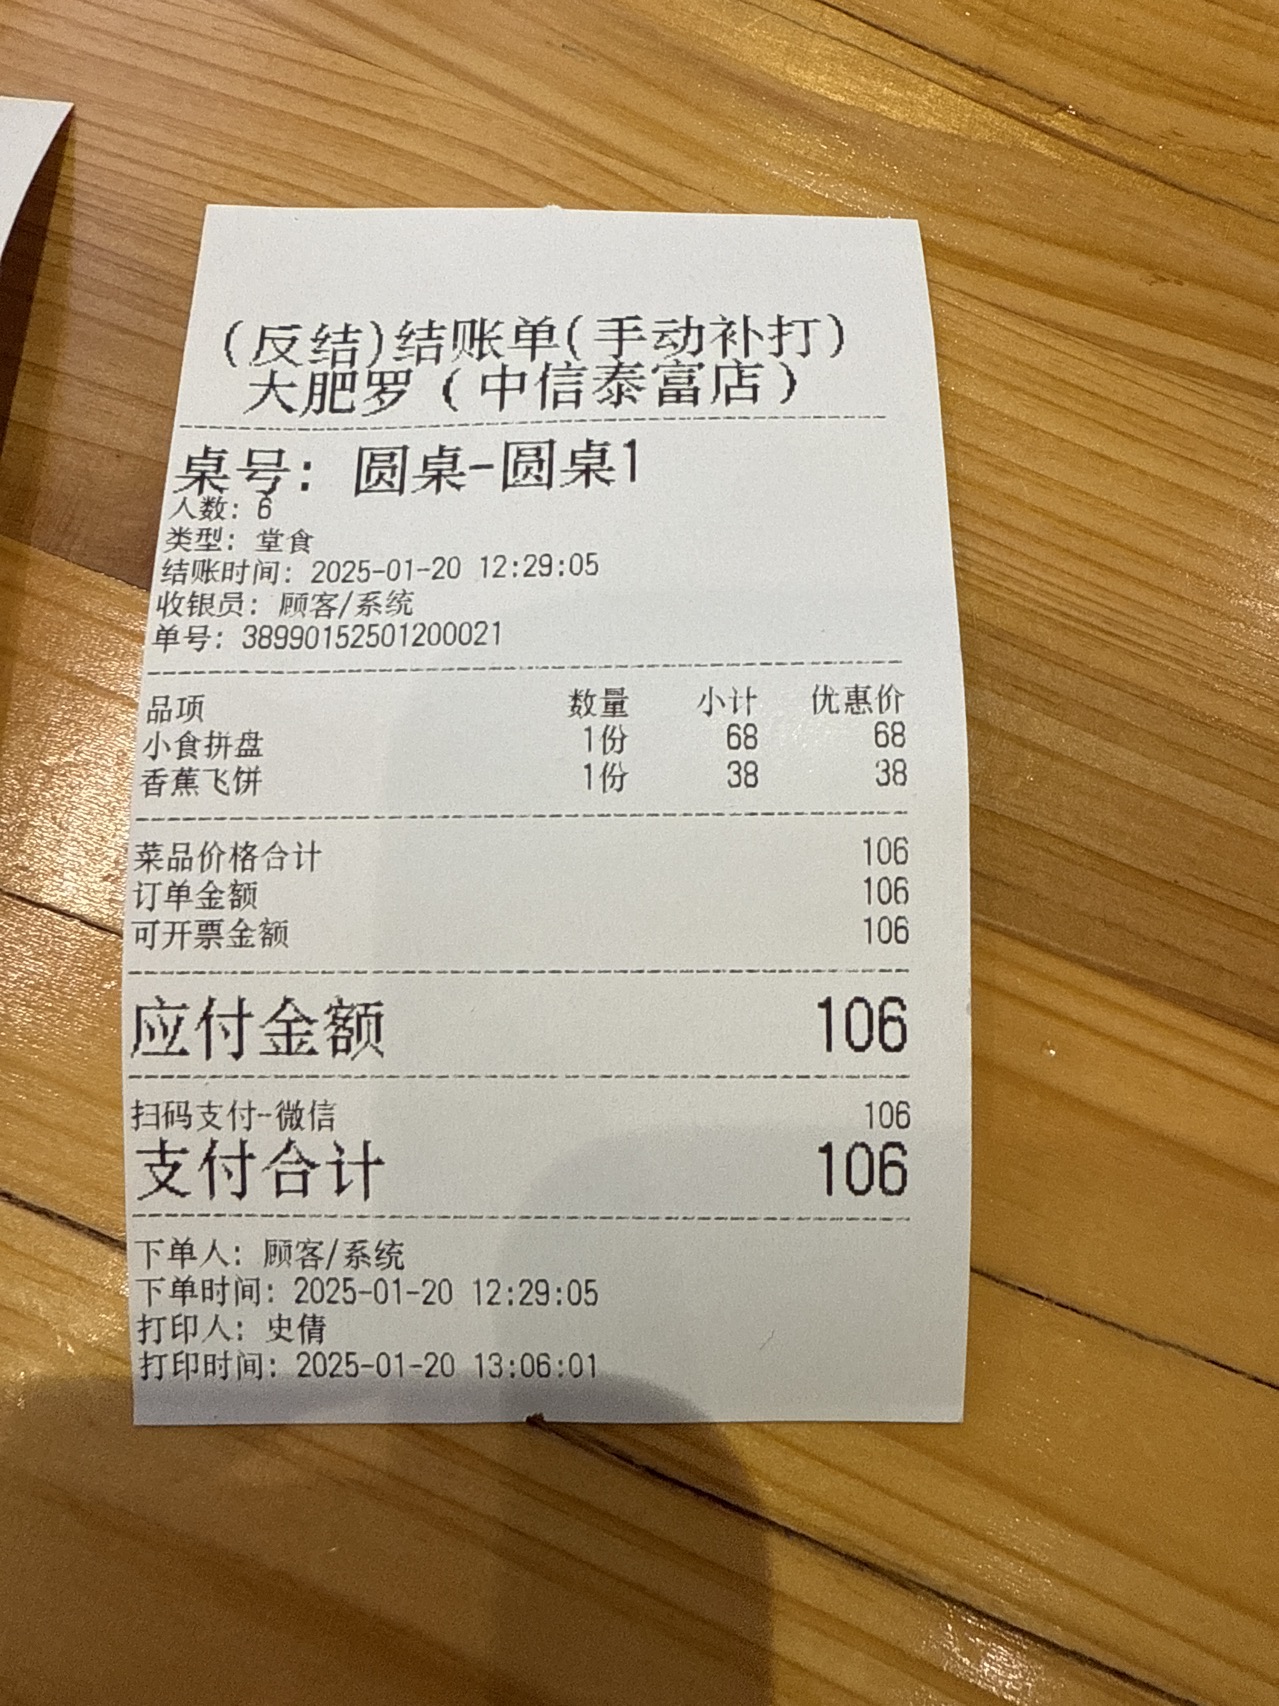 (反结)结账单(手动补打)
大肥罗(中信泰富店)
桌号: 圆桌-圆桌1
人数: 6
类型: 堂食
结账时间: 2025-01-20 12:29:05
收银员: 顾客/系统
单号: 38990152501200021
品项 数量 小计 优惠价
小食拼盘 1份 68 68
香蕉飞饼 1份 38 38
菜品价格合计 106
订单金额 106
可开票金额 106
应付金额 106
扫码支付-微信 106
支付合计 106
下单人: 顾客/系统
下单时间: 2025-01-20 12:29:05
打印人: 史倩
打印时间: 2025-01-20 13:06:01